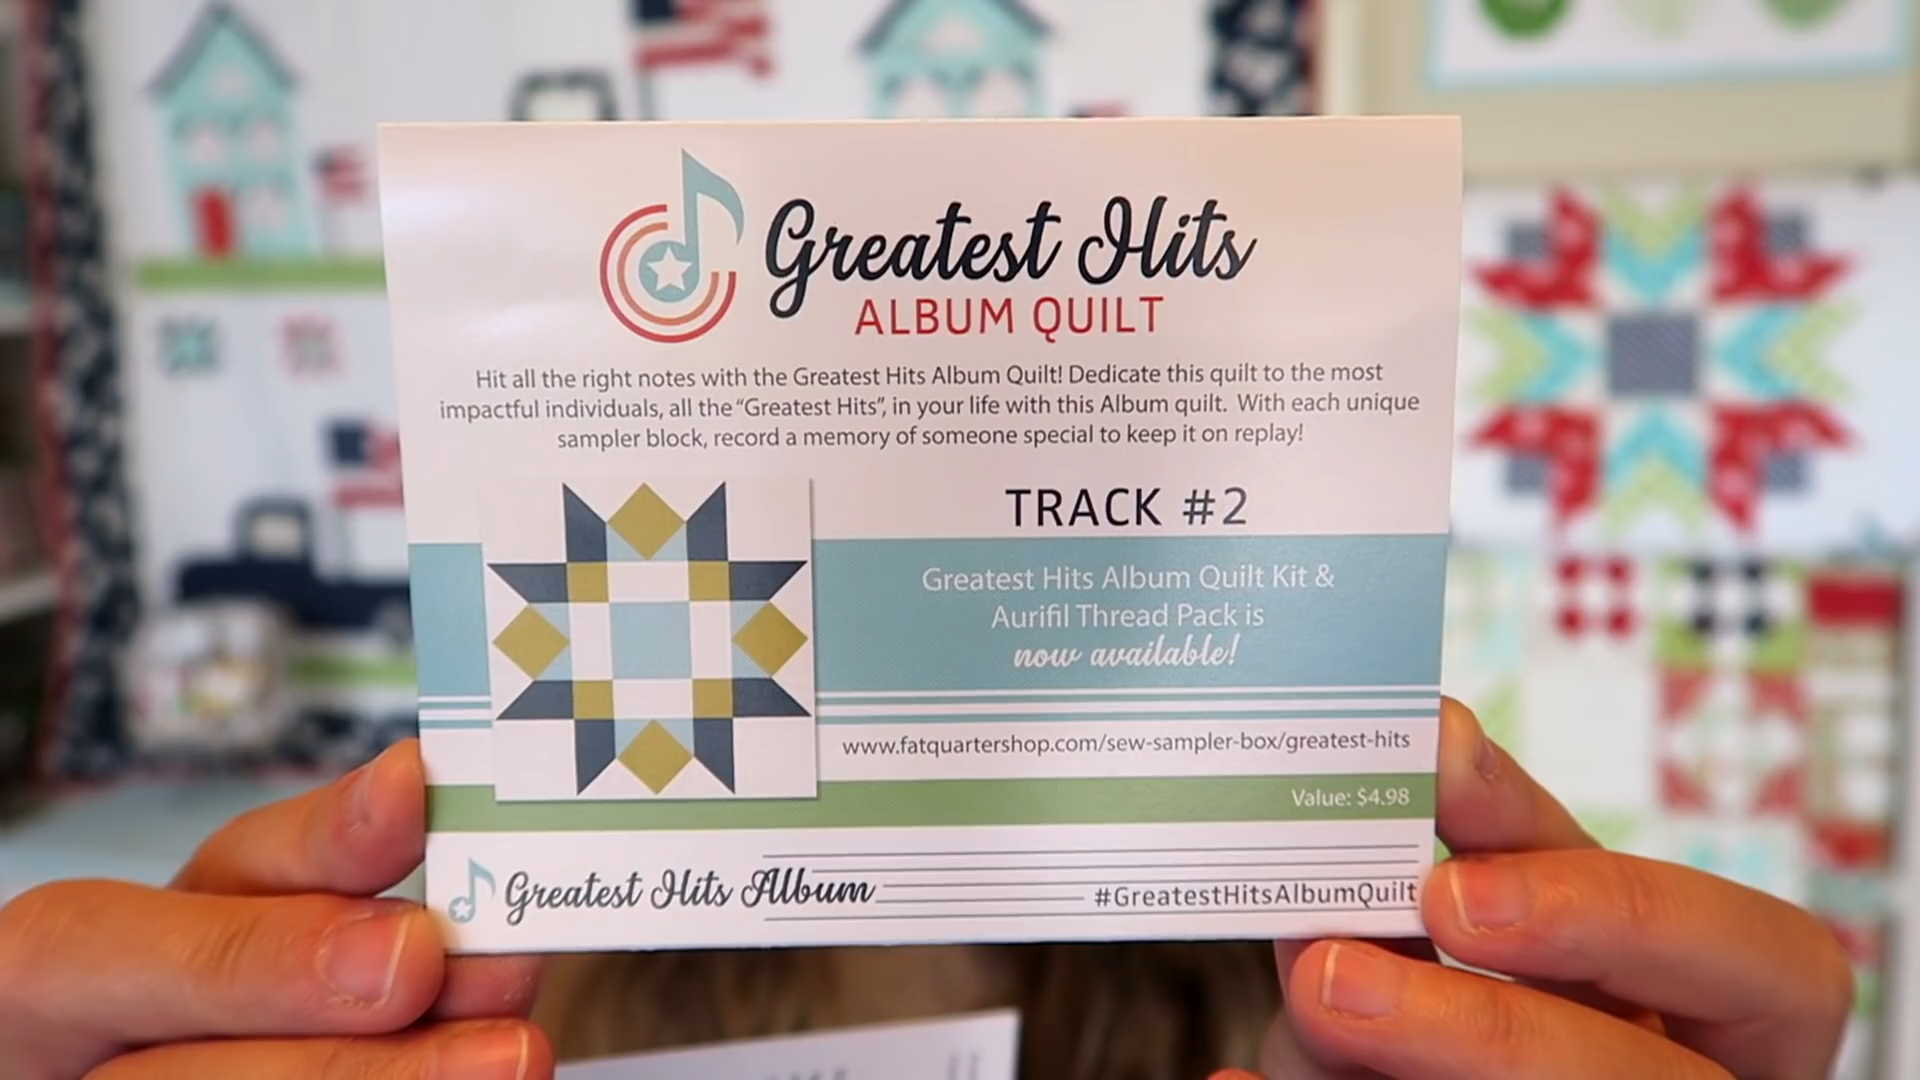 Greatest Hits
ALBUM QUILT
Hit all the right notes with the Greatest Hits Album Quilt! Dedicate this quilt to the most
impactful individuals, all the "Greatest Hits", in your life with this Album quilt. With each unique
sampler block, record a memory of someone special to keep it on replay!
TRACK #2
Greatest Hits Album Quilt Kit &
Aurifil Thread Pack is
now available!
www.fatquartershop.com/sew-sampler-box/greatest-hits
Value: $4.98
Greatest Hits Album
#GreatestHitsAlbumQuilt